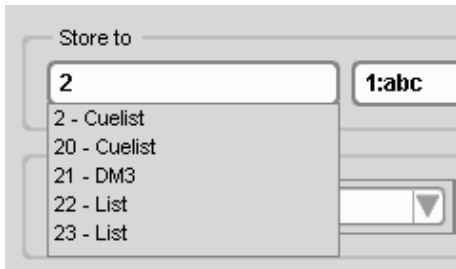 Store to
2
1:abc
2 - Cuelist
20 - Cuelist
21 - DM3
22 - List
23 - List